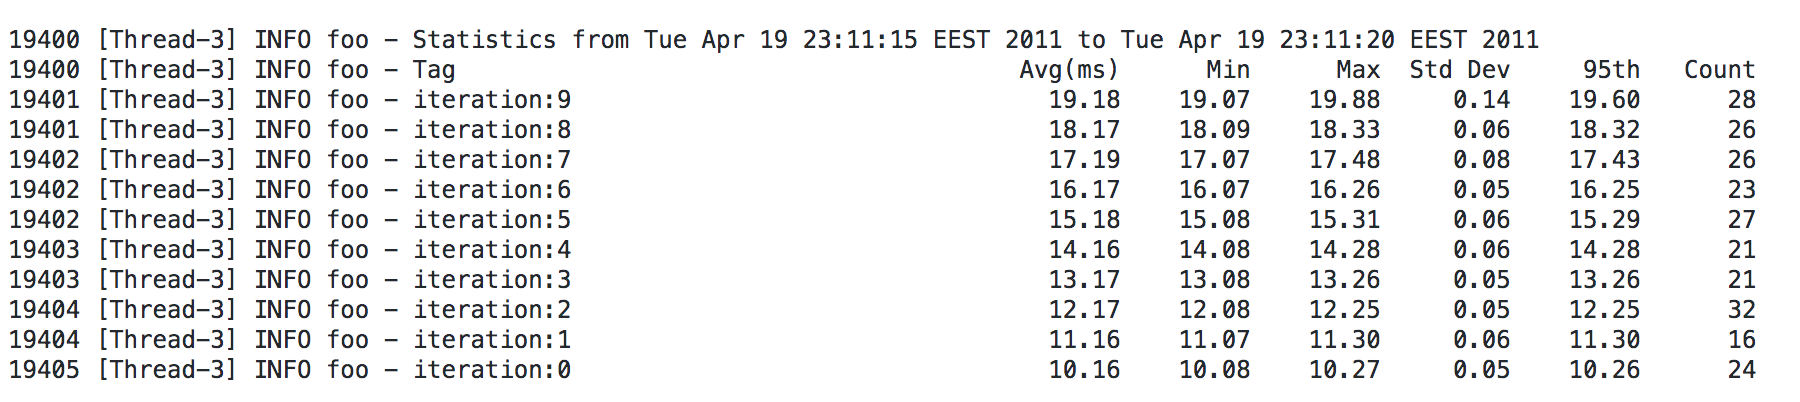 19400 [Thread-3] INFO foo - Statistics from Tue Apr 19 23:11:15 EEST 2011 to Tue Apr 19 23:11:20 EEST 2011
19400 [Thread-3] INFO foo - Tag Avg(ms) Min Max Std Dev 95th Count
19401 [Thread-3] INFO foo - iteration:9 19.18 19.07 19.88 0.14 19.60 28
19401 [Thread-3] INFO foo - iteration:8 18.17 18.09 18.33 0.06 18.32 26
19402 [Thread-3] INFO foo - iteration:7 17.19 17.07 17.48 0.08 17.43 26
19402 [Thread-3] INFO foo - iteration:6 16.17 16.07 16.26 0.05 16.25 23
19402 [Thread-3] INFO foo - iteration:5 15.18 15.08 15.31 0.06 15.29 27
19403 [Thread-3] INFO foo - iteration:4 14.16 14.08 14.28 0.06 14.28 21
19403 [Thread-3] INFO foo - iteration:3 13.17 13.08 13.26 0.05 13.26 21
19404 [Thread-3] INFO foo - iteration:2 12.17 12.08 12.25 0.05 12.25 32
19404 [Thread-3] INFO foo - iteration:1 11.16 11.07 11.30 0.06 11.30 16
19405 [Thread-3] INFO foo - iteration:0 10.16 10.08 10.27 0.05 10.26 24